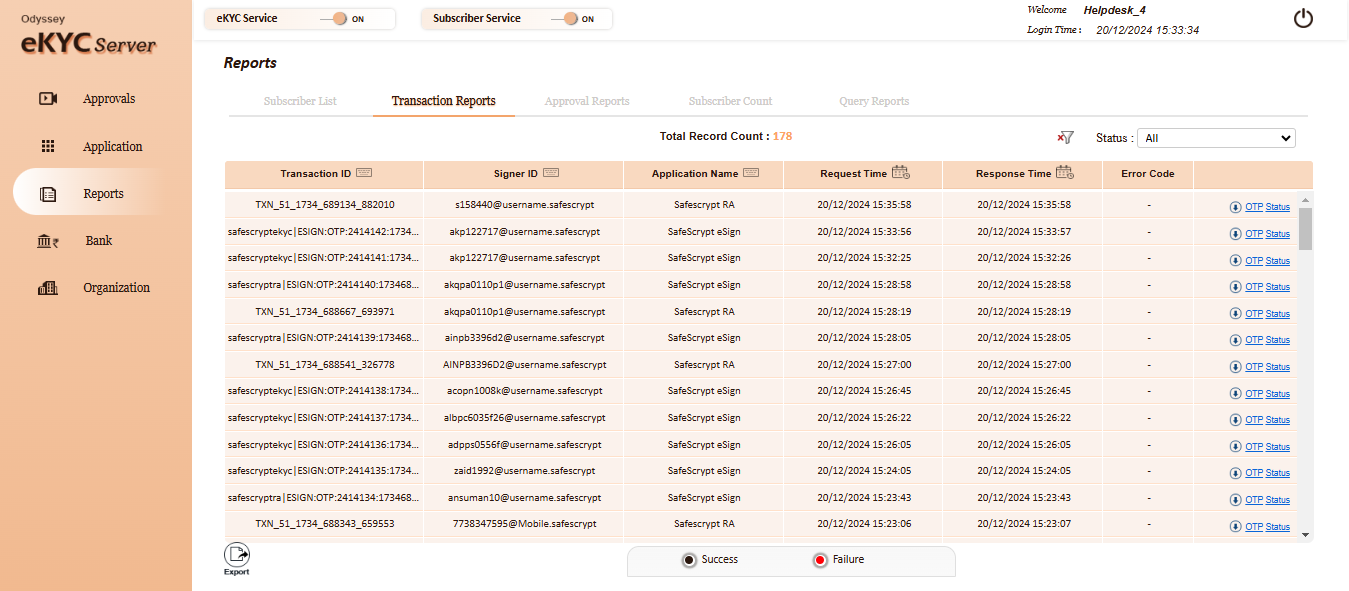 Odyssey
eKYC Server
eKYC Service ON Subscriber Service ON
Welcome Helpdesk_4
Login Time : 20/12/2024 15:33:34
Approvals
Application
Reports
Bank
Organization
Reports
Subscriber List Transaction Reports Approval Reports Subscriber Count Query Reports
Total Record Count : 178 Status : All
Transaction ID Signer ID Application Name Request Time Response Time Error Code
TXN_51_1734_689134_882010 s158440@username.safescrypt Safescrypt RA 20/12/2024 15:35:58 20/12/2024 15:35:58 - OTP Status
safescryptekyc|ESIGN:OTP:2414142:1734... akp122717@username.safescrypt SafeScrypt eSign 20/12/2024 15:33:56 20/12/2024 15:33:57 - OTP Status
safescryptekyc|ESIGN:OTP:2414141:1734... akp122717@username.safescrypt SafeScrypt eSign 20/12/2024 15:32:25 20/12/2024 15:32:26 - OTP Status
safescryptra|ESIGN:OTP:2414140:173468... akqpa0110p1@username.safescrypt SafeScrypt eSign 20/12/2024 15:28:58 20/12/2024 15:28:58 - OTP Status
TXN_51_1734_688667_693971 akqpa0110p1@username.safescrypt Safescrypt RA 20/12/2024 15:28:19 20/12/2024 15:28:19 - OTP Status
safescryptra|ESIGN:OTP:2414139:173468... ainpb3396d2@username.safescrypt SafeScrypt eSign 20/12/2024 15:28:05 20/12/2024 15:28:05 - OTP Status
TXN_51_1734_688541_326778 AINPB3396D2@username.safescrypt Safescrypt RA 20/12/2024 15:27:00 20/12/2024 15:27:00 - OTP Status
safescryptekyc|ESIGN:OTP:2414138:1734... acopn1008k@username.safescrypt SafeScrypt eSign 20/12/2024 15:26:45 20/12/2024 15:26:45 - OTP Status
safescryptekyc|ESIGN:OTP:2414137:1734... albpc6035f26@username.safescrypt SafeScrypt eSign 20/12/2024 15:26:22 20/12/2024 15:26:22 - OTP Status
safescryptekyc|ESIGN:OTP:2414136:1734... adpps0556f@username.safescrypt SafeScrypt eSign 20/12/2024 15:26:05 20/12/2024 15:26:05 - OTP Status
safescryptekyc|ESIGN:OTP:2414135:1734... zaid1992@username.safescrypt SafeScrypt eSign 20/12/2024 15:24:05 20/12/2024 15:24:05 - OTP Status
safescryptra|ESIGN:OTP:2414134:173468... ansuman10@username.safescrypt SafeScrypt eSign 20/12/2024 15:23:43 20/12/2024 15:23:43 - OTP Status
TXN_51_1734_688343_659553 7738347595@Mobile.safescrypt Safescrypt RA 20/12/2024 15:23:06 20/12/2024 15:23:07 - OTP Status
Export
Success Failure